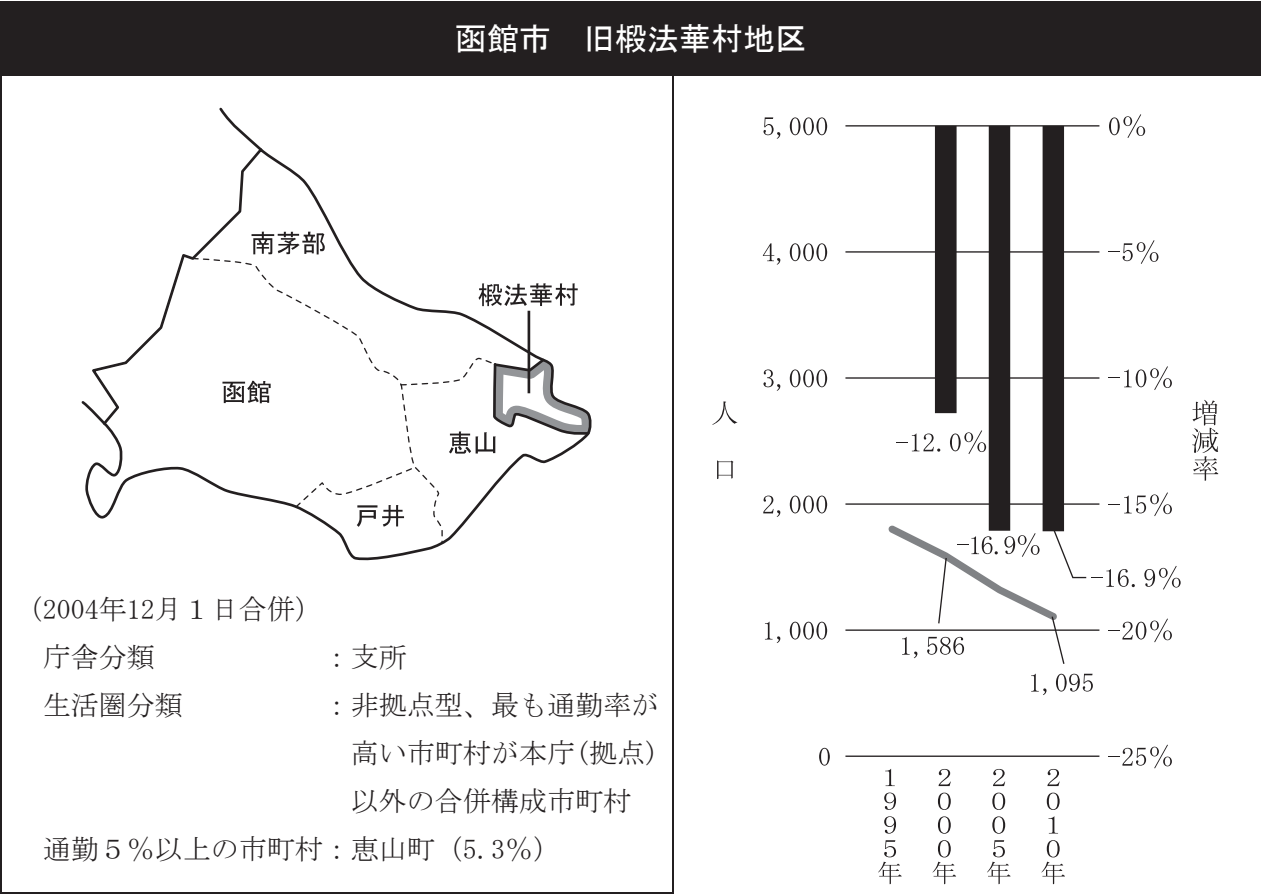 函館市　旧椴法華村地区
南茅部
椴法華村
函館
恵山
戸井
(2004年12月１日合併)
庁舎分類：支所
生活圏分類：非拠点型、最も通勤率が
高い市町村が本庁(拠点)
以外の合併構成市町村
通勤５％以上の市町村：恵山町 (5.3％)
5,000
4,000
3,000
2,000
1,000
0
人口
0％
−5％
−10％
−15％
−20％
−25％
増減率
−12.0％
−16.9％
−16.9％
1,586
1,095
1995年
2000年
2005年
2010年